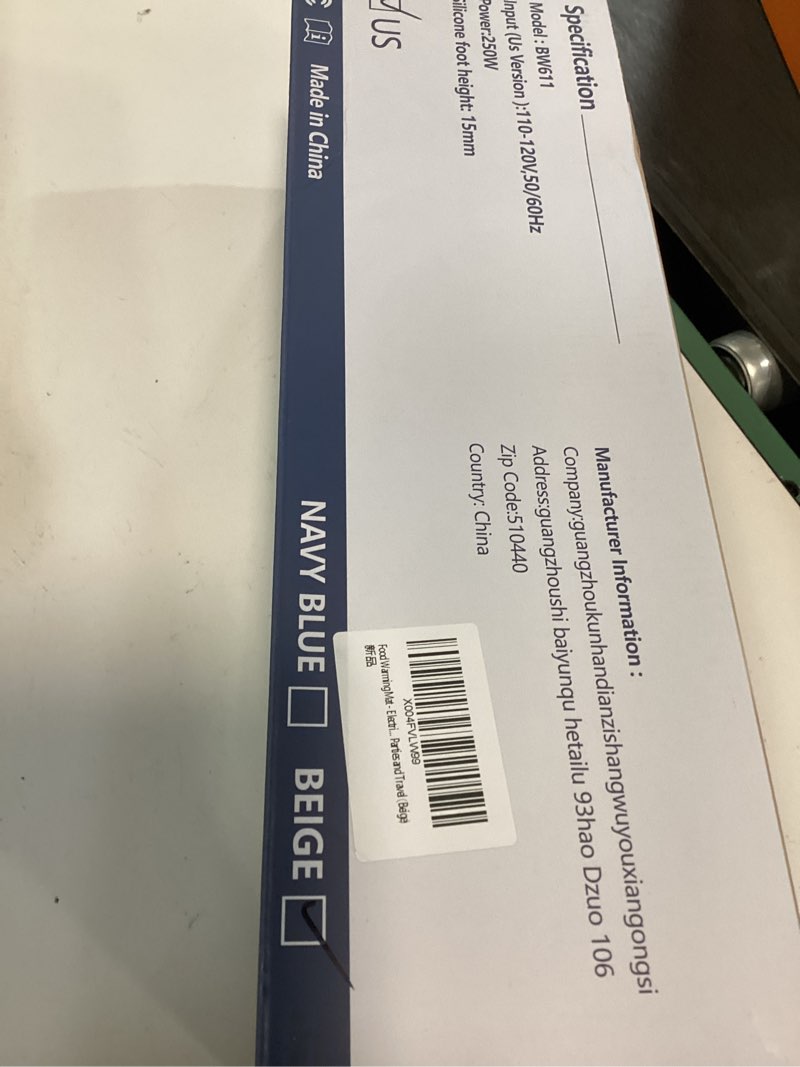 Specification
Model : BW611
Input (Us Version ):110-120V,50/60Hz
Power:250W
Silicone foot height: 15mm
US
Manufacturer Information :
Company:guangzhoukunhandianzishangwuyouxiangongsi
Address:guangzhoushi baiyunqu hetailu 93hao Dzuo 106
Zip Code:510440
Country: China
X004FVLW99
Food Warming Mat - Electri... Parties and Travel (Beige
新品
Made in China
NAVY BLUE
BEIGE